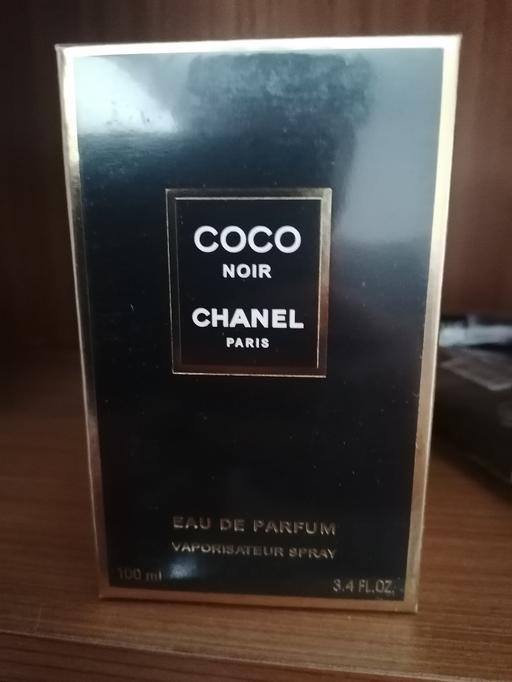 COCO
NOIR
CHANEL
PARIS
EAU DE PARFUM
VAPORISATEUR SPRAY
100 ml
3.4 FL.OZ.